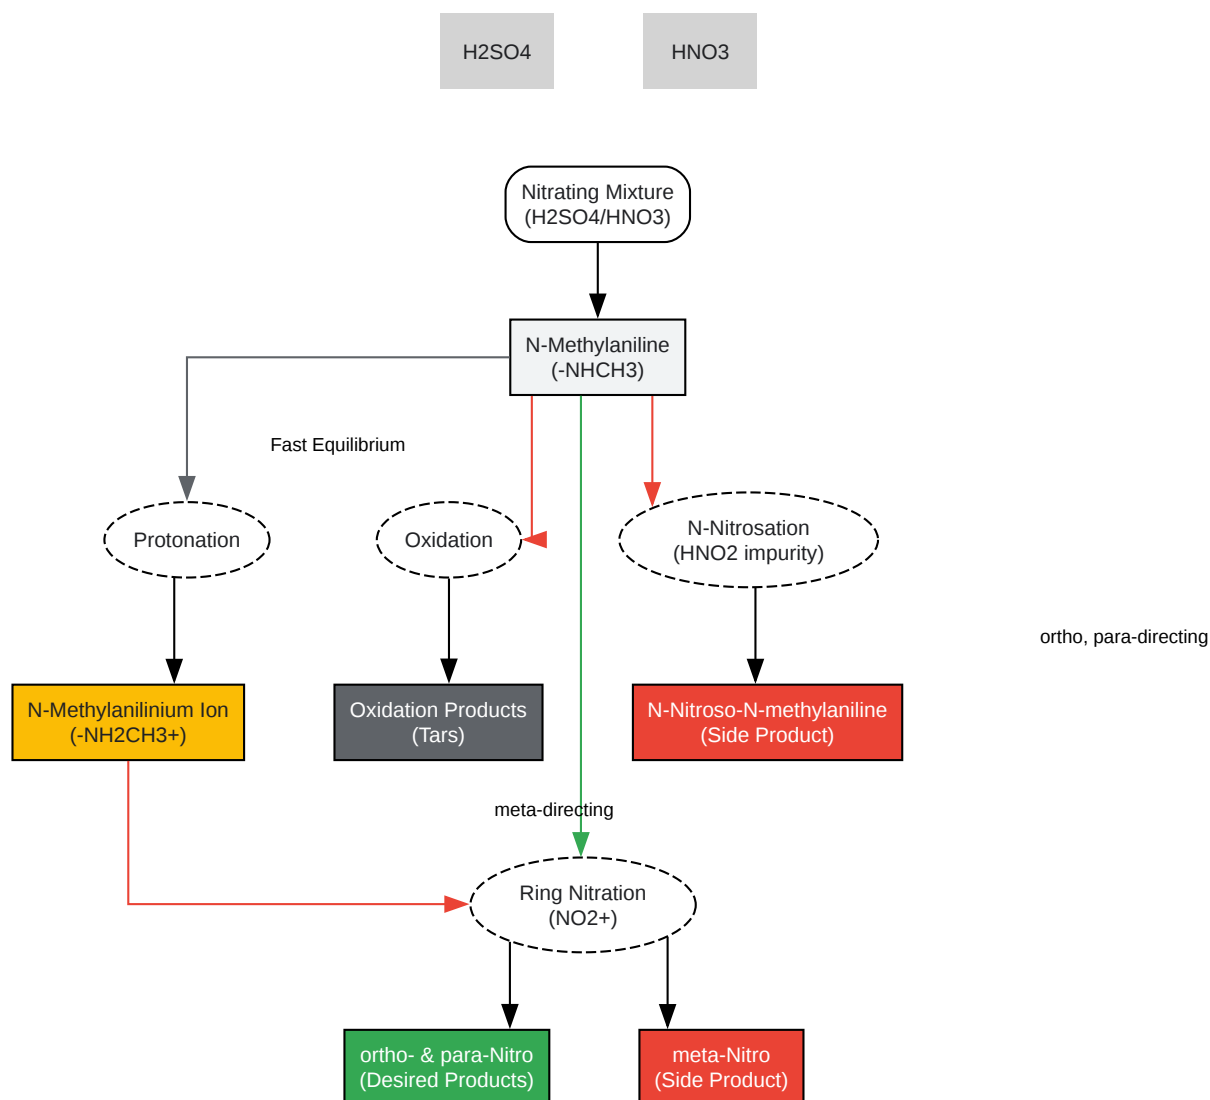 H2SO4
HNO3
Nitrating Mixture
(H2SO4/HNO3)
N-Methylaniline
(-NHCH3)
Fast Equilibrium
Protonation
Oxidation
N-Nitrosation
(HNO2 impurity)
ortho, para-directing
N-Methylanilinium Ion
(-NH2CH3+)
Oxidation Products
(Tars)
N-Nitroso-N-methylaniline
(Side Product)
meta-directing
Ring Nitration
(NO2+)
ortho- & para-Nitro
(Desired Products)
meta-Nitro
(Side Product)